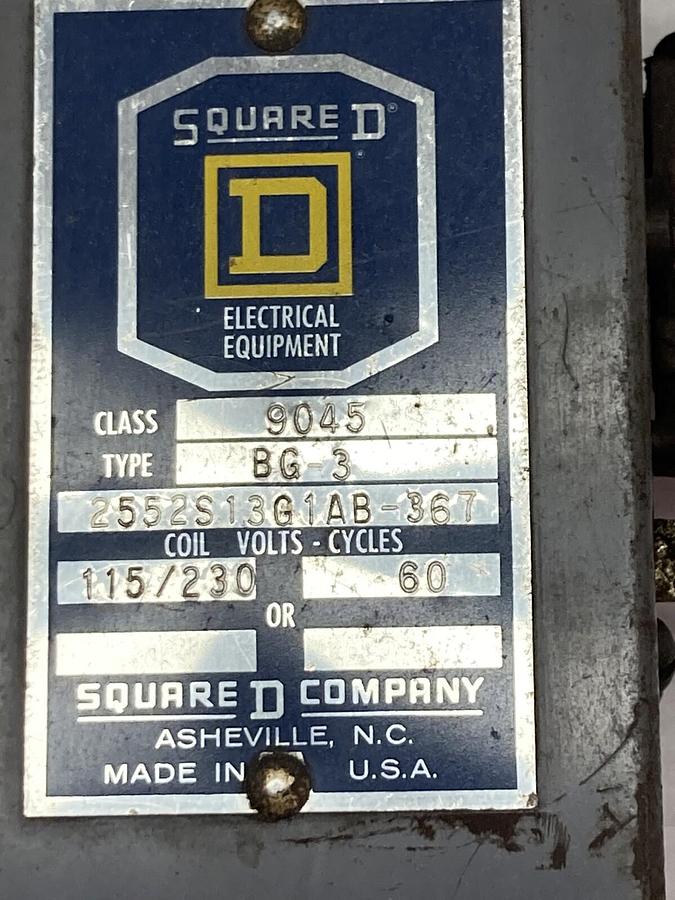 SQUARE D®
D®
ELECTRICAL
EQUIPMENT
CLASS 9045
TYPE BG-3
2552S13G1AB-367
COIL VOLTS - CYCLES
115/230 60
OR
SQUARE D COMPANY
ASHEVILLE, N.C.
MADE IN U.S.A.